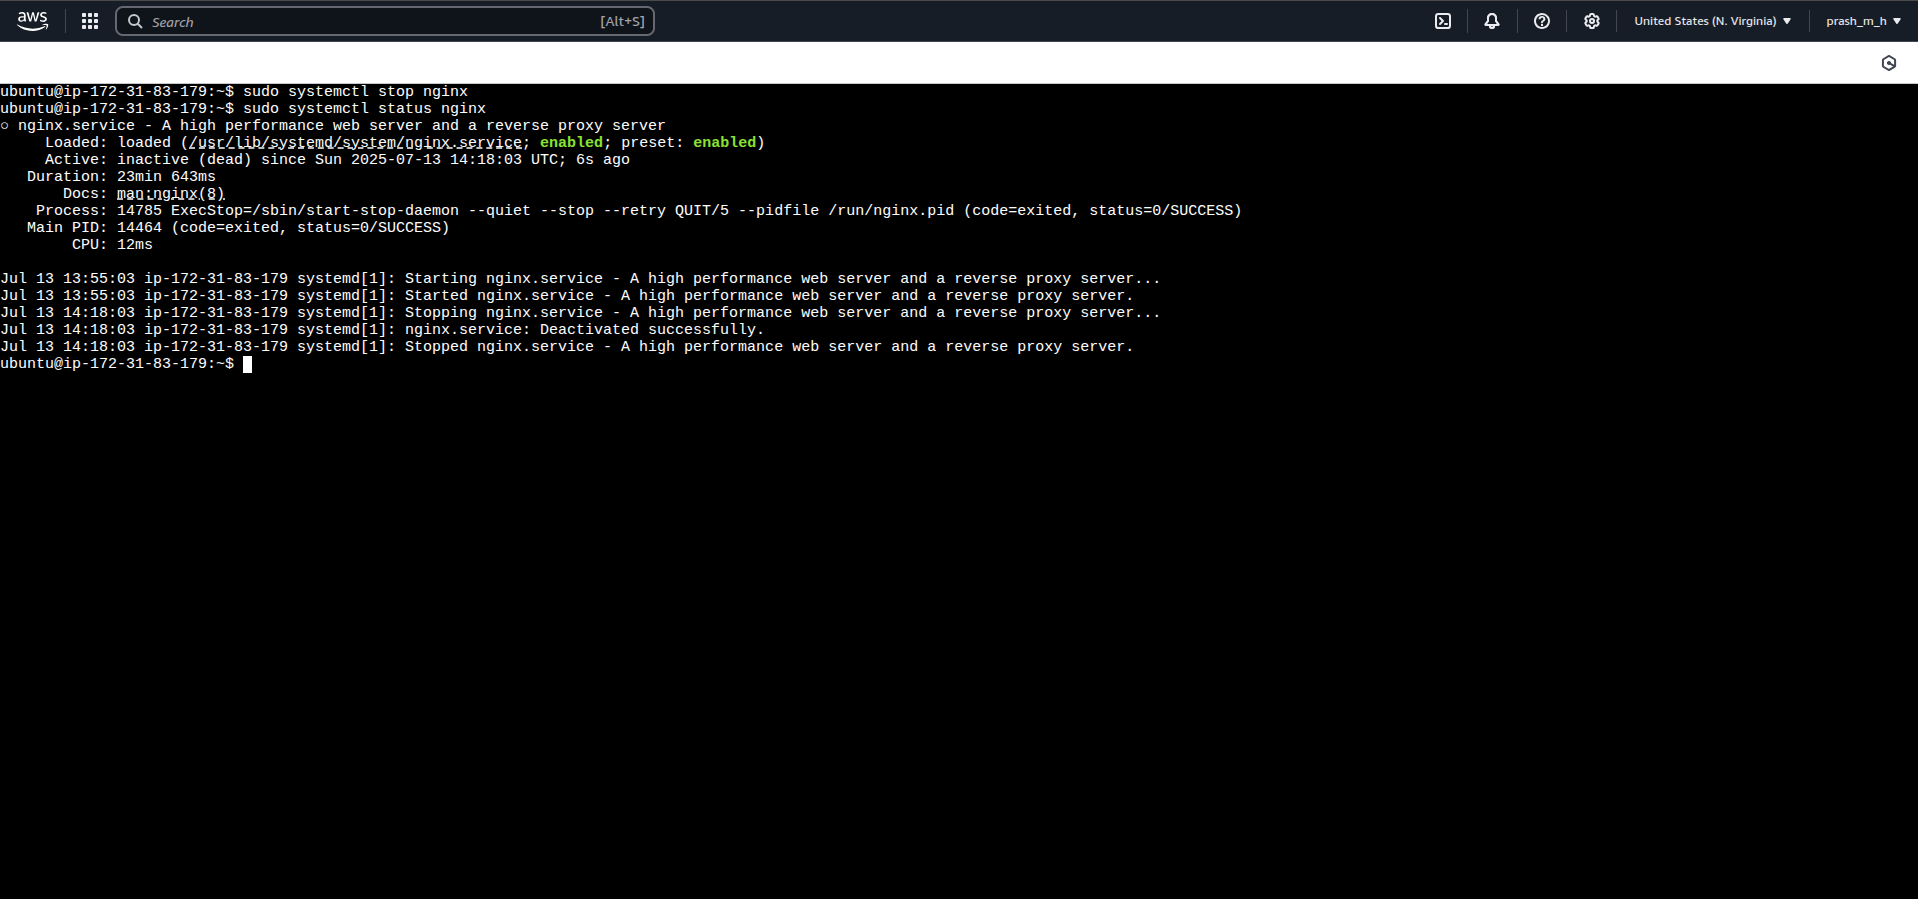 aws Search [Alt+S] United States (N. Virginia) prash_m_h
ubuntu@ip-172-31-83-179:~$ sudo systemctl stop nginx
ubuntu@ip-172-31-83-179:~$ sudo systemctl status nginx
○ nginx.service - A high performance web server and a reverse proxy server
     Loaded: loaded (/usr/lib/systemd/system/nginx.service; enabled; preset: enabled)
     Active: inactive (dead) since Sun 2025-07-13 14:18:03 UTC; 6s ago
   Duration: 23min 643ms
       Docs: man:nginx(8)
    Process: 14785 ExecStop=/sbin/start-stop-daemon --quiet --stop --retry QUIT/5 --pidfile /run/nginx.pid (code=exited, status=0/SUCCESS)
   Main PID: 14464 (code=exited, status=0/SUCCESS)
        CPU: 12ms

Jul 13 13:55:03 ip-172-31-83-179 systemd[1]: Starting nginx.service - A high performance web server and a reverse proxy server...
Jul 13 13:55:03 ip-172-31-83-179 systemd[1]: Started nginx.service - A high performance web server and a reverse proxy server.
Jul 13 14:18:03 ip-172-31-83-179 systemd[1]: Stopping nginx.service - A high performance web server and a reverse proxy server...
Jul 13 14:18:03 ip-172-31-83-179 systemd[1]: nginx.service: Deactivated successfully.
Jul 13 14:18:03 ip-172-31-83-179 systemd[1]: Stopped nginx.service - A high performance web server and a reverse proxy server.
ubuntu@ip-172-31-83-179:~$